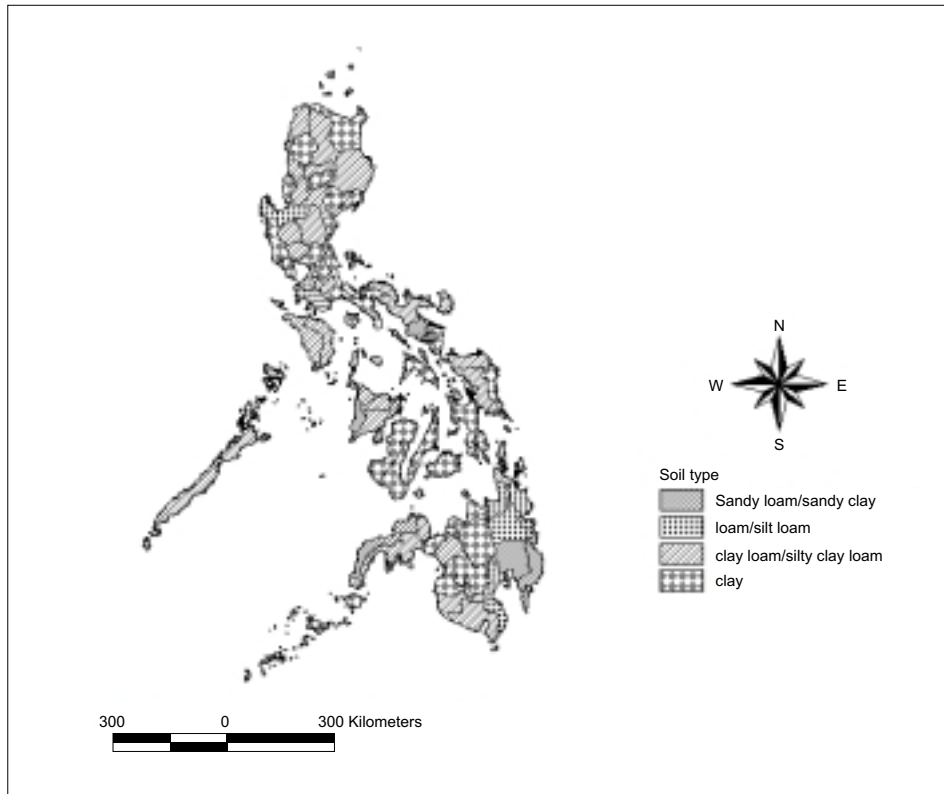 N
W E
S
Soil type
Sandy loam/sandy clay
loam/silt loam
clay loam/silty clay loam
clay
300 0 300 Kilometers